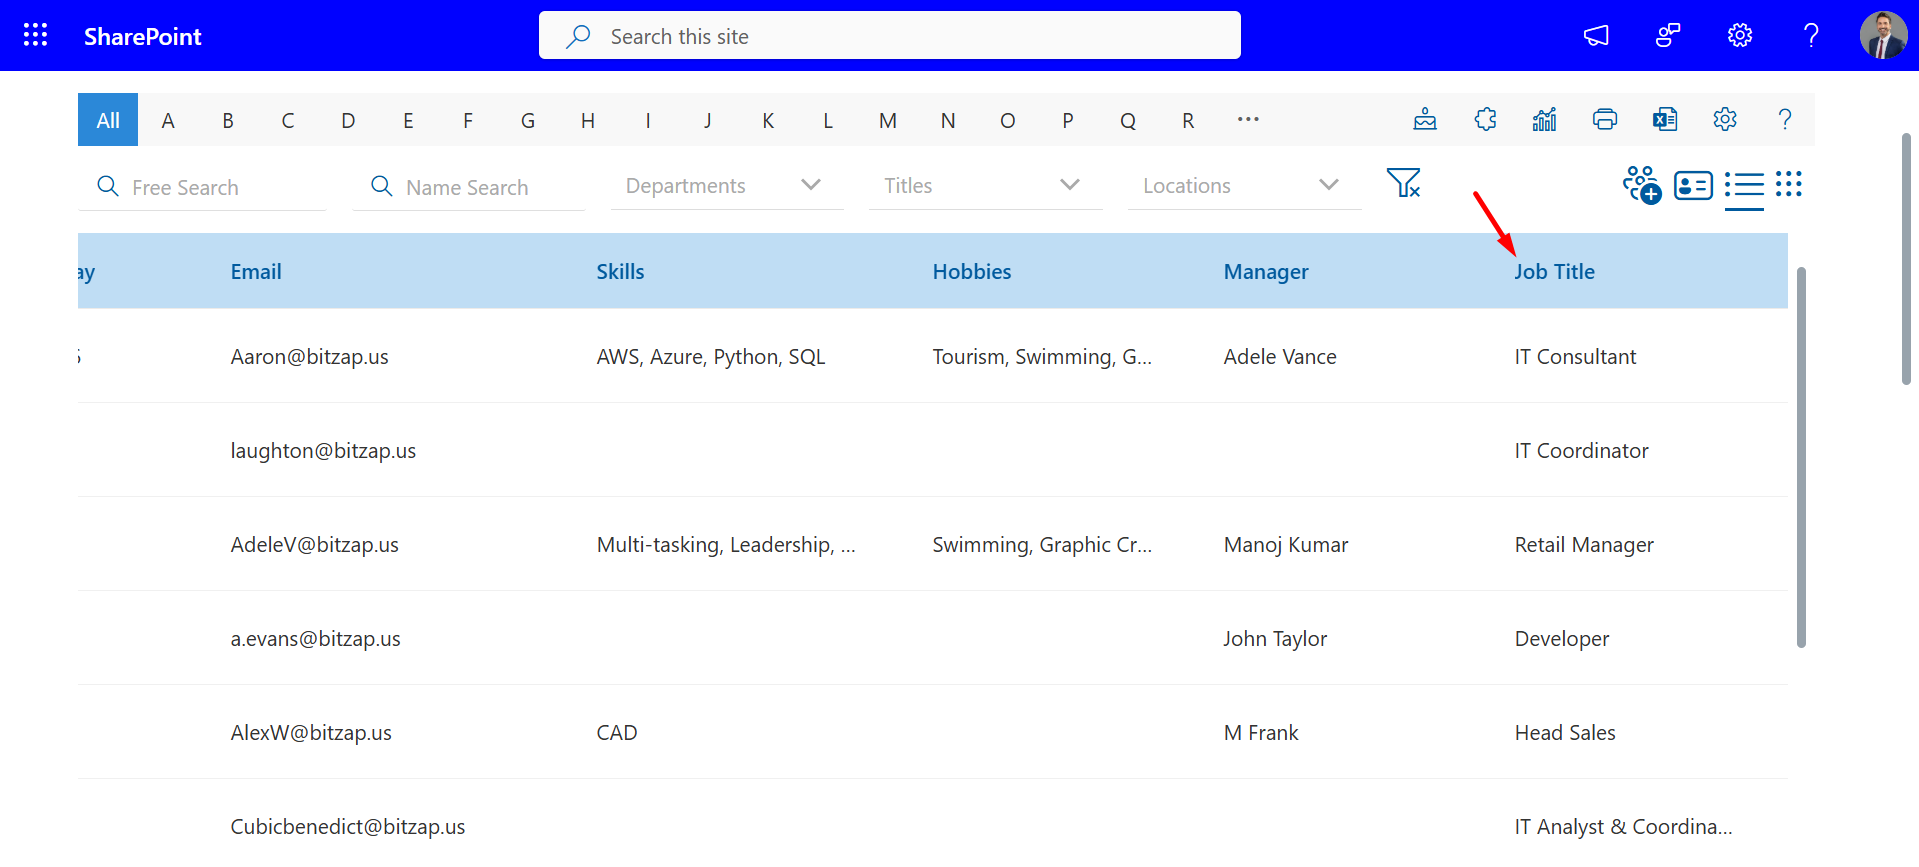 SharePoint Search this site ?
All A B C D E F G H I J K L M N O P Q R ... ?
Free Search Name Search Departments Titles Locations
ay Email Skills Hobbies Manager Job Title
Aaron@bitzap.us AWS, Azure, Python, SQL Tourism, Swimming, G... Adele Vance IT Consultant
laughton@bitzap.us IT Coordinator
AdeleV@bitzap.us Multi-tasking, Leadership, ... Swimming, Graphic Cr... Manoj Kumar Retail Manager
a.evans@bitzap.us John Taylor Developer
AlexW@bitzap.us CAD M Frank Head Sales
Cubicbenedict@bitzap.us IT Analyst & Coordina...